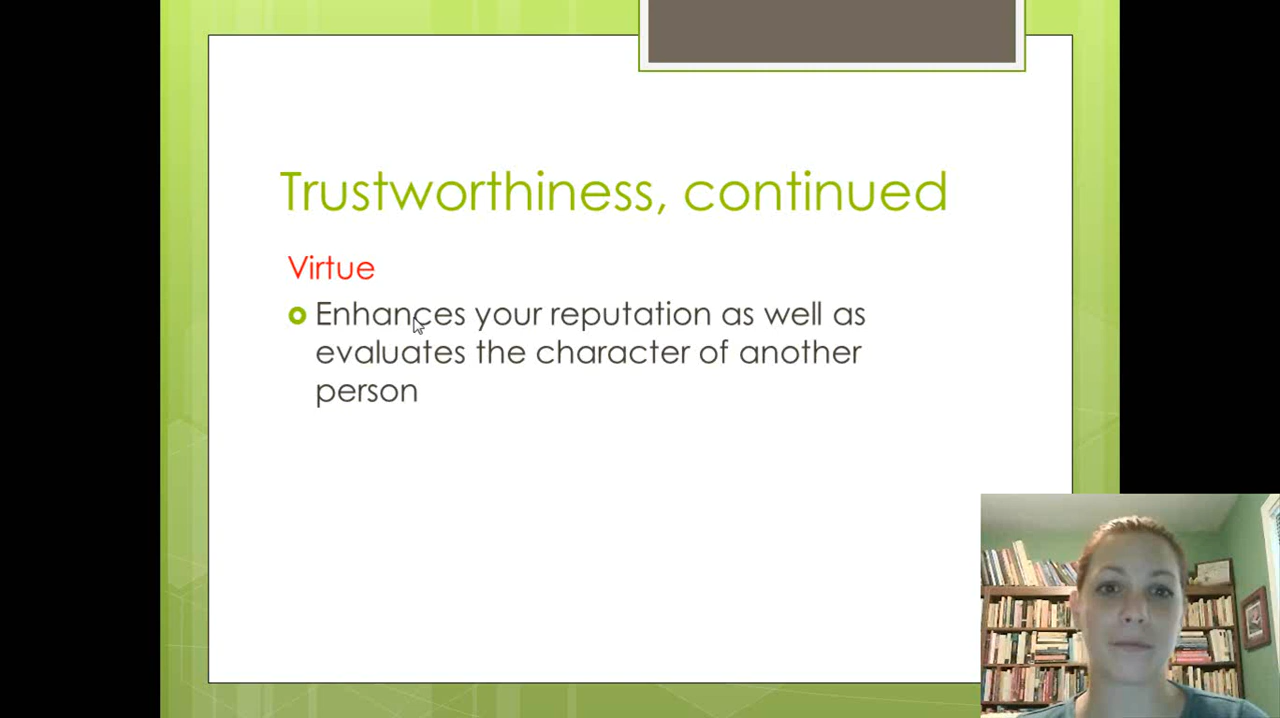 Trustworthiness, continued
Virtue
Enhances your reputation as well as
evaluates the character of another
person